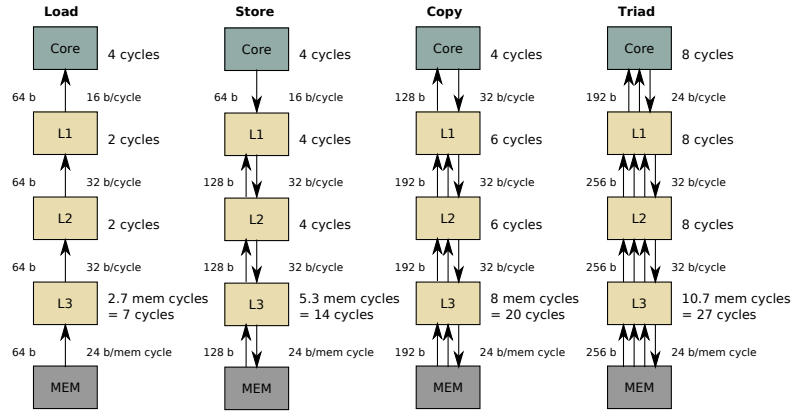 Load
Core
4 cycles
64 b
16 b/cycle
L1
2 cycles
64 b
32 b/cycle
L2
2 cycles
64 b
32 b/cycle
L3
2.7 mem cycles
= 7 cycles
64 b
24 b/mem cycle
MEM
Store
Core
4 cycles
64 b
16 b/cycle
L1
4 cycles
128 b
32 b/cycle
L2
4 cycles
128 b
32 b/cycle
L3
5.3 mem cycles
= 14 cycles
128 b
24 b/mem cycle
MEM
Copy
Core
4 cycles
128 b
32 b/cycle
L1
6 cycles
192 b
32 b/cycle
L2
6 cycles
192 b
32 b/cycle
L3
8 mem cycles
= 20 cycles
192 b
24 b/mem cycle
MEM
Triad
Core
8 cycles
192 b
24 b/cycle
L1
8 cycles
256 b
32 b/cycle
L2
8 cycles
256 b
32 b/cycle
L3
10.7 mem cycles
= 27 cycles
256 b
24 b/mem cycle
MEM